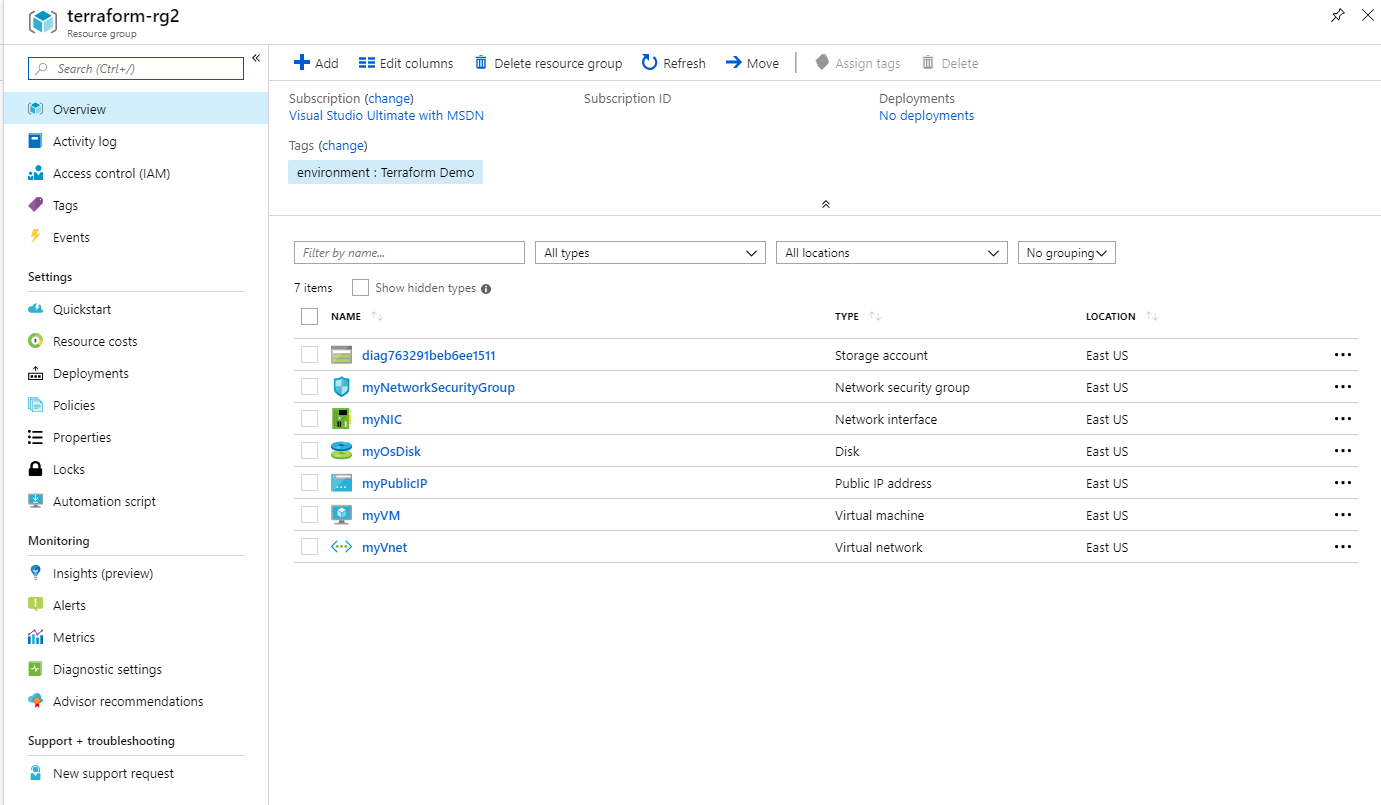 terraform-rg2
Resource group
Search (Ctrl+/)
Overview
Activity log
Access control (IAM)
Tags
Events
Settings
Quickstart
Resource costs
Deployments
Policies
Properties
Locks
Automation script
Monitoring
Insights (preview)
Alerts
Metrics
Diagnostic settings
Advisor recommendations
Support + troubleshooting
New support request
Add Edit columns Delete resource group Refresh Move Assign tags Delete
Subscription (change) Subscription ID Deployments
Visual Studio Ultimate with MSDN No deployments
Tags (change)
environment : Terraform Demo
Filter by name... All types All locations No grouping
7 items Show hidden types
NAME TYPE LOCATION
diag763291beb6ee1511 Storage account East US
myNetworkSecurityGroup Network security group East US
myNIC Network interface East US
myOsDisk Disk East US
myPublicIP Public IP address East US
myVM Virtual machine East US
myVnet Virtual network East US